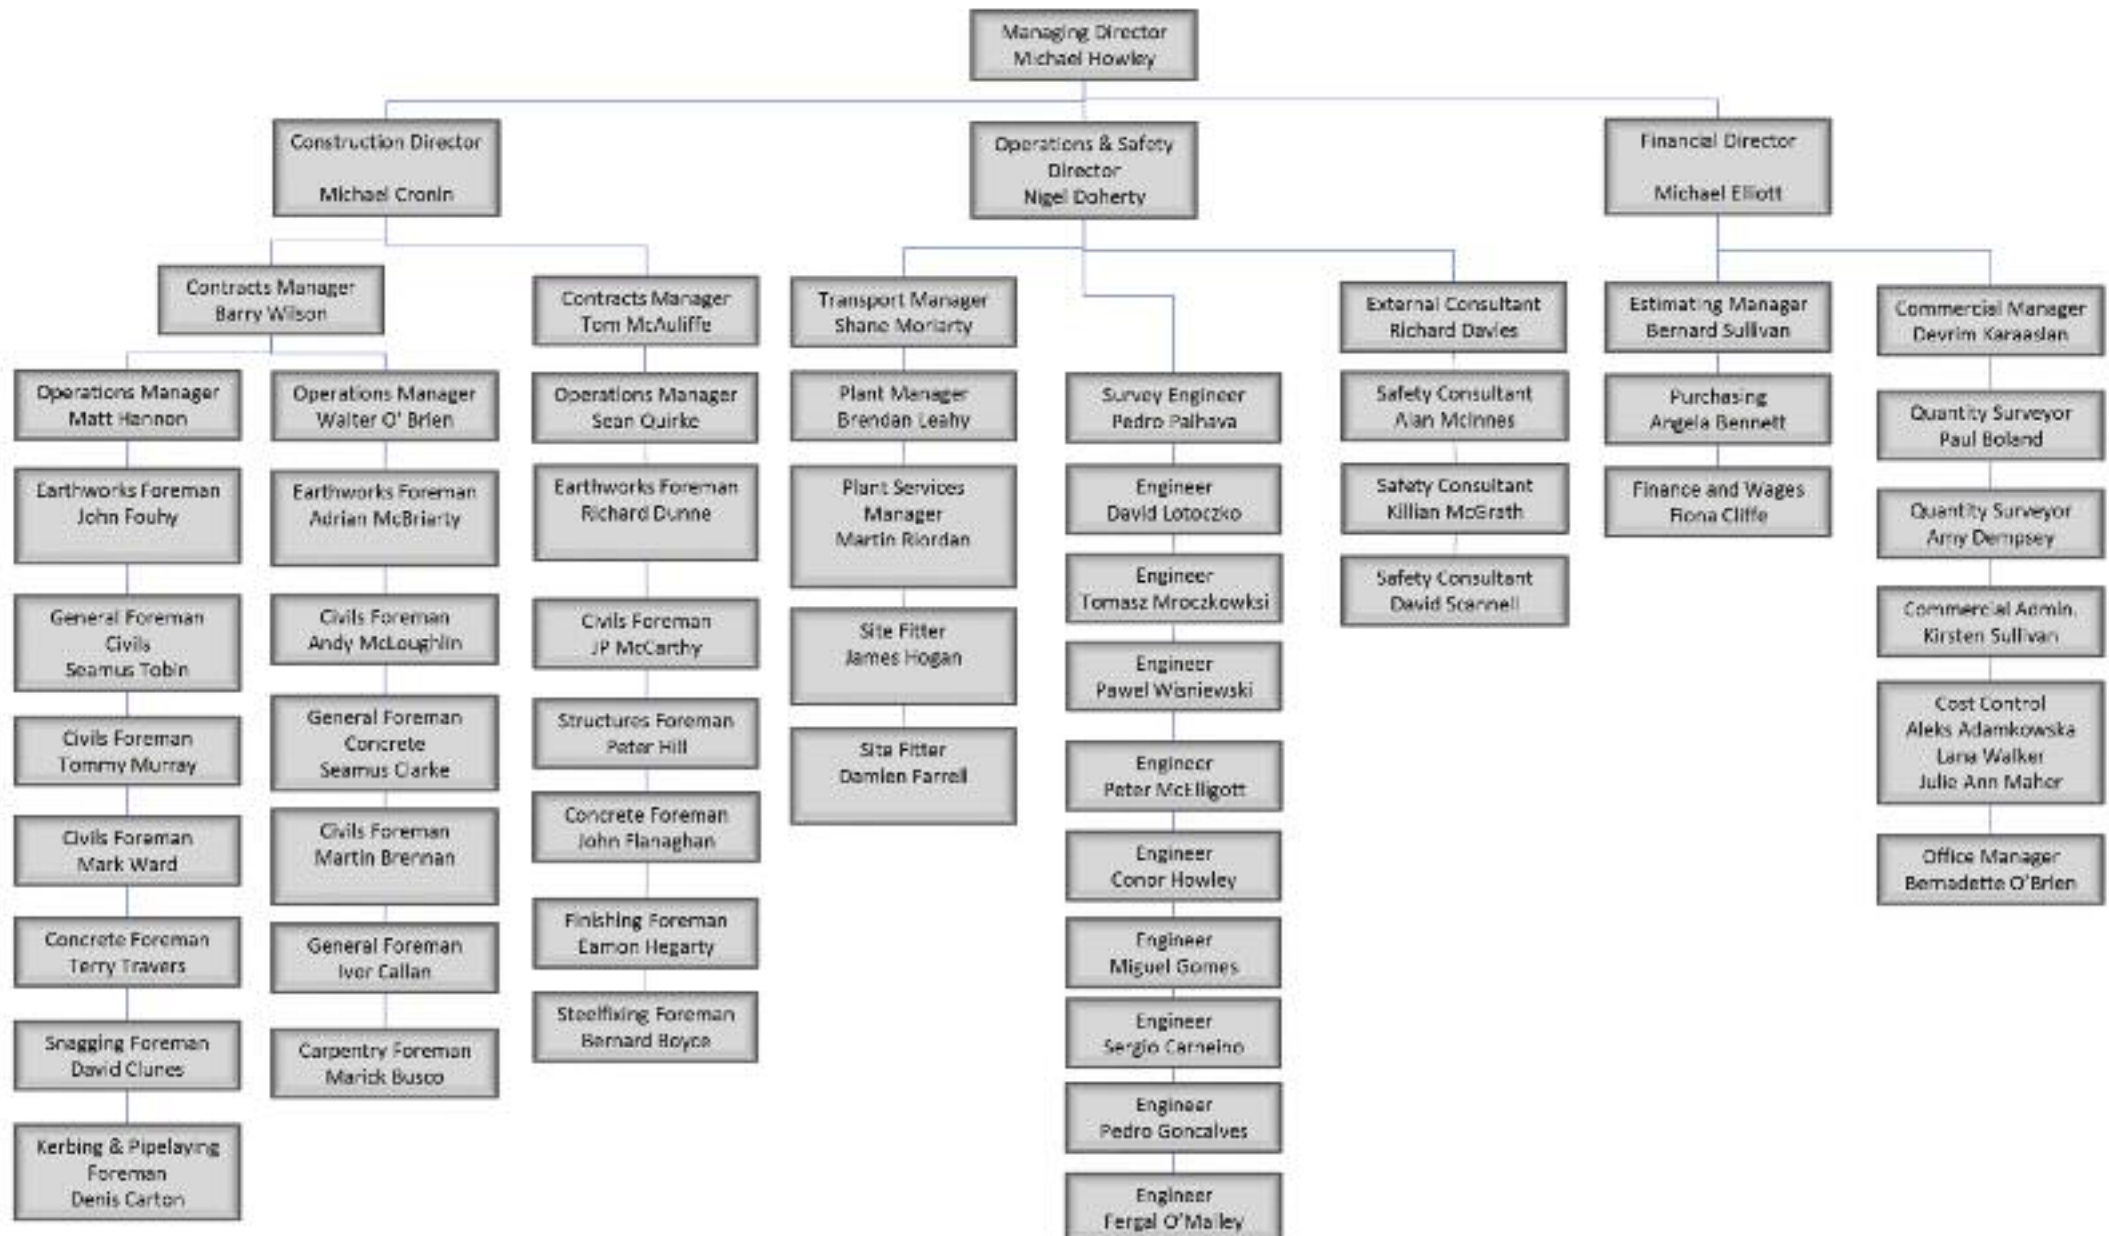 Managing Director
Michael Howley
Construction Director
Michael Cronin
Operations & Safety
Director
Nigel Doherty
Financial Director
Michael Elliott
Contracts Manager
Barry Wilson
Contracts Manager
Tom McAuliffe
Transport Manager
Shane Moriarty
External Consultant
Richard Davies
Estimating Manager
Bernard Sullivan
Commercial Manager
Devrim Karaaslan
Operations Manager
Matt Hannon
Earthworks Foreman
John Fouhy
General Foreman
Civils
Seamus Tobin
Civils Foreman
Tommy Murray
Civils Foreman
Mark Ward
Concrete Foreman
Terry Travers
Snagging Foreman
David Clunes
Kerbing & Pipelaying
Foreman
Denis Carton
Operations Manager
Walter O' Brien
Earthworks Foreman
Adrian McBriarty
Civils Foreman
Andy McLoughlin
General Foreman
Concrete
Seamus Clarke
Civils Foreman
Martin Brennan
General Foreman
Ivor Callan
Carpentry Foreman
Marick Busco
Operations Manager
Sean Quirke
Earthworks Foreman
Richard Dunne
Civils Foreman
JP McCarthy
Structures Foreman
Peter Hill
Concrete Foreman
John Flanaghan
Finishing Foreman
Eamon Hegarty
Steelfixing Foreman
Bernard Boyce
Plant Manager
Brendan Leahy
Plant Services
Manager
Martin Riordan
Site Fitter
James Hogan
Site Fitter
Damien Farrell
Survey Engineer
Pedro Palhava
Engineer
David Lotoczko
Engineer
Tomasz Mroczkowksi
Engineer
Pawel Wisniewski
Engineer
Peter McElligott
Engineer
Conor Howley
Engineer
Miguel Gomes
Engineer
Sergio Carneino
Engineer
Pedro Goncalves
Engineer
Fergal O'Malley
Safety Consultant
Alan McInnes
Safety Consultant
Killian McGrath
Safety Consultant
David Scannell
Purchasing
Angela Bennett
Finance and Wages
Fiona Cliffe
Quantity Surveyor
Paul Boland
Quantity Surveyor
Amy Dempsey
Commercial Admin.
Kirsten Sullivan
Cost Control
Aleks Adamkowska
Lana Walker
Julie Ann Maher
Office Manager
Bernadette O'Brien